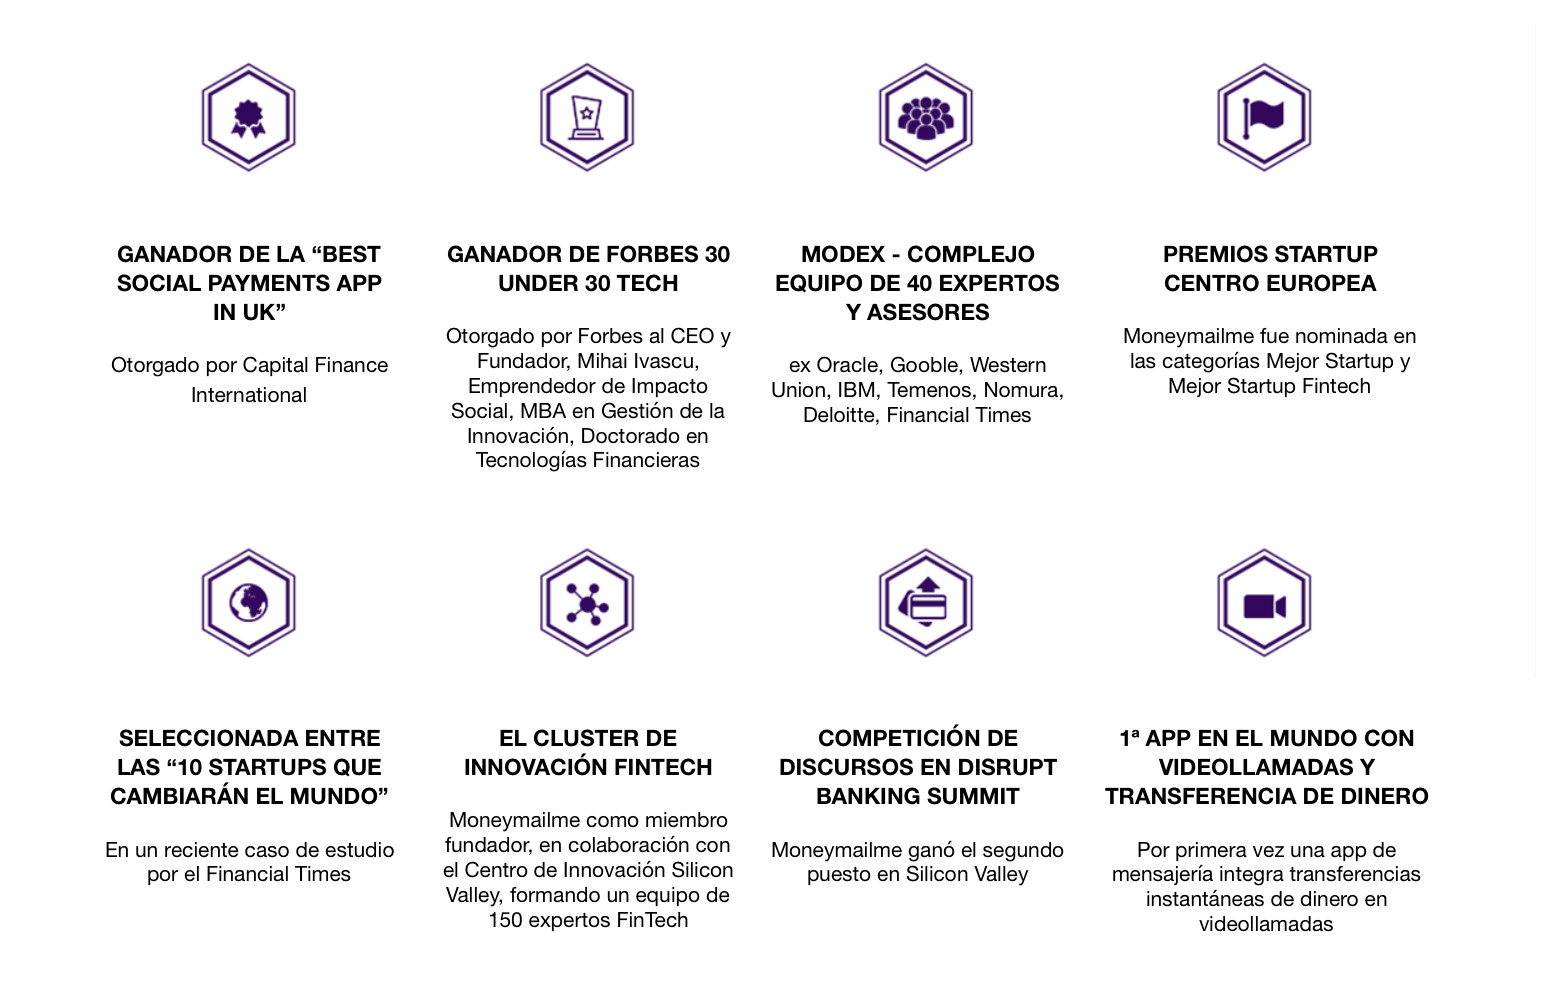 GANADOR DE LA “BEST
SOCIAL PAYMENTS APP
IN UK”
Otorgado por Capital Finance
International
GANADOR DE FORBES 30
UNDER 30 TECH
Otorgado por Forbes al CEO y
Fundador, Mihai Ivascu,
Emprendedor de Impacto
Social, MBA en Gestión de la
Innovación, Doctorado en
Tecnologías Financieras
MODEX - COMPLEJO
EQUIPO DE 40 EXPERTOS
Y ASESORES
ex Oracle, Gooble, Western
Union, IBM, Temenos, Nomura,
Deloitte, Financial Times
PREMIOS STARTUP
CENTRO EUROPEA
Moneymailme fue nominada en
las categorías Mejor Startup y
Mejor Startup Fintech
SELECCIONADA ENTRE
LAS “10 STARTUPS QUE
CAMBIARÁN EL MUNDO”
En un reciente caso de estudio
por el Financial Times
EL CLUSTER DE
INNOVACIÓN FINTECH
Moneymailme como miembro
fundador, en colaboración con
el Centro de Innovación Silicon
Valley, formando un equipo de
150 expertos FinTech
COMPETICIÓN DE
DISCURSOS EN DISRUPT
BANKING SUMMIT
Moneymailme ganó el segundo
puesto en Silicon Valley
1ª APP EN EL MUNDO CON
VIDEOLLAMADAS Y
TRANSFERENCIA DE DINERO
Por primera vez una app de
mensajería integra transferencias
instantáneas de dinero en
videollamadas